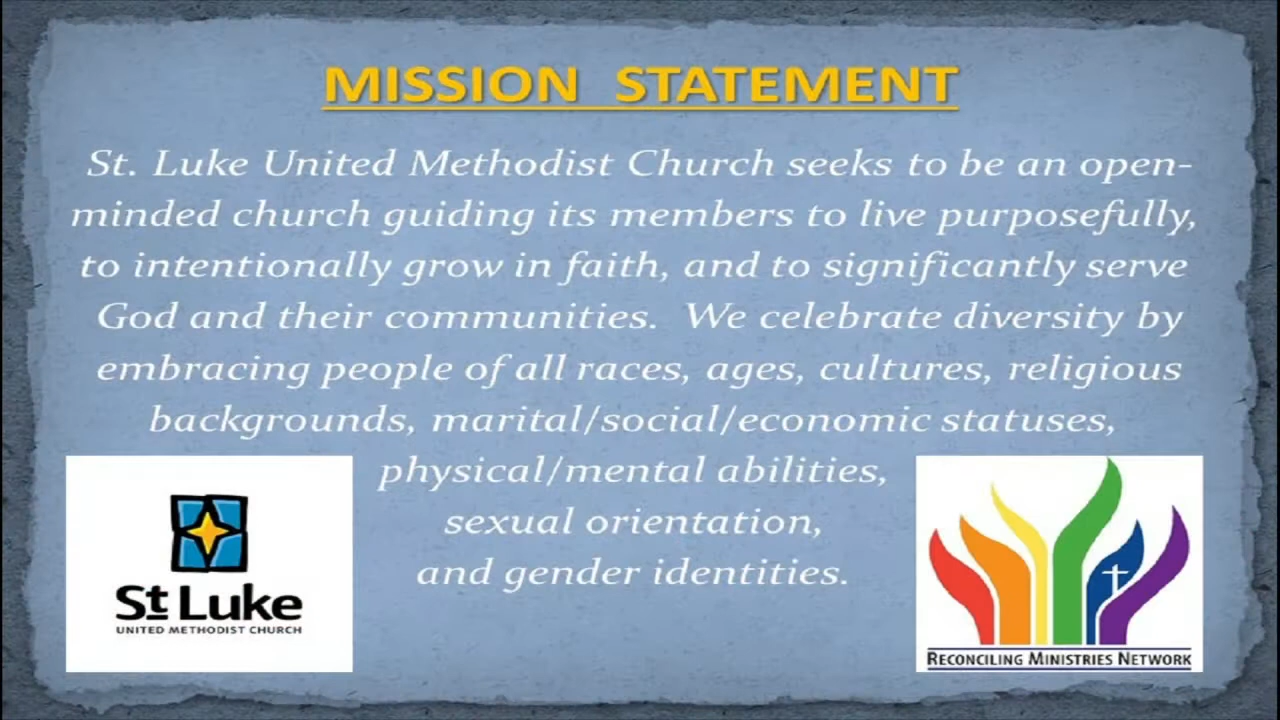 MISSION STATEMENT
St. Luke United Methodist Church seeks to be an open-
minded church guiding its members to live purposefully,
to intentionally grow in faith, and to significantly serve
God and their communities. We celebrate diversity by
embracing people of all races, ages, cultures, religious
backgrounds, marital/social/economic statuses,
physical/mental abilities,
sexual orientation,
and gender identities.
St Luke
UNITED METHODIST CHURCH
RECONCILING MINISTRIES NETWORK